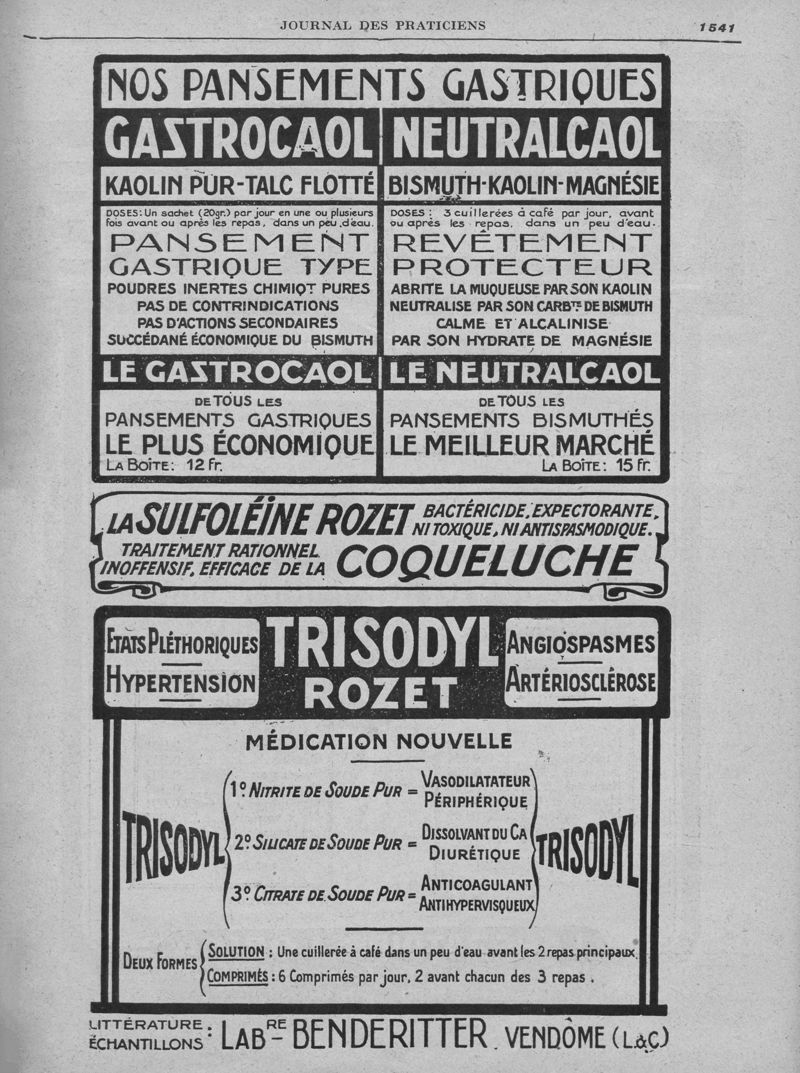 JOURNAL DES PRATICIENS
1541
NOS PANSEMENTS GASTRIQUES
GASTROCAOL
KAOLIN PUR-TALC FLOTTÉ
DOSES: Un sachet (20gr.) par jour en une ou plusieurs
fois avant ou après les repas, dans un peu d'eau.
PANSEMENT
GASTRIQUE TYPE
POUDRES INERTES CHIMIQT PURES
PAS DE CONTRINDICATIONS
PAS D'ACTIONS SECONDAIRES
SUCCÉDANÉ ÉCONOMIQUE DU BISMUTH
LE GASTROCAOL
DE TOUS LES
PANSEMENTS GASTRIQUES
LE PLUS ÉCONOMIQUE
LA BOÎTE: 12 fr.
NEUTRALCAOL
BISMUTH-KAOLIN-MAGNÉSIE
DOSES: 3 cuillerées à café par jour, avant
ou après les repas, dans un peu d'eau.
REVÊTEMENT
PROTECTEUR
ABRITE LA MUQUEUSE PAR SON KAOLIN
NEUTRALISE PAR SON CARBTE DE BISMUTH
CALME ET ALCALINISE
PAR SON HYDRATE DE MAGNÉSIE
LE NEUTRALCAOL
DE TOUS LES
PANSEMENTS BISMUTHÉS
LE MEILLEUR MARCHÉ
LA BOÎTE: 15 fr.
LA SULFOLÉÏNE ROZET BACTÉRICIDE, EXPECTORANTE,
NI TOXIQUE, NI ANTISPASMODIQUE.
TRAITEMENT RATIONNEL
INOFFENSIF, EFFICACE DE LA COQUELUCHE
ETATS PLÉTHORIQUES
HYPERTENSION
TRISODYL
ROZET
ANGIOSPASMES
ARTÉRIOSCLÉROSE
MÉDICATION NOUVELLE
TRISODYL
1º NITRITE DE SOUDE PUR = VASODILATATEUR
PÉRIPHÉRIQUE
2º SILICATE DE SOUDE PUR = DISSOLVANT DU CA
DIURÉTIQUE
3º CITRATE DE SOUDE PUR = ANTICOAGULANT
ANTIHYPERVISQUEUX
TRISODYL
DEUX FORMES
SOLUTION : Une cuillerée à café dans un peu d'eau avant les 2 repas principaux.
COMPRIMÉS : 6 Comprimés par jour, 2 avant chacun des 3 repas.
LITTÉRATURE:
ÉCHANTILLONS: LABRE BENDERITTER. VENDÔME (L.&C.)